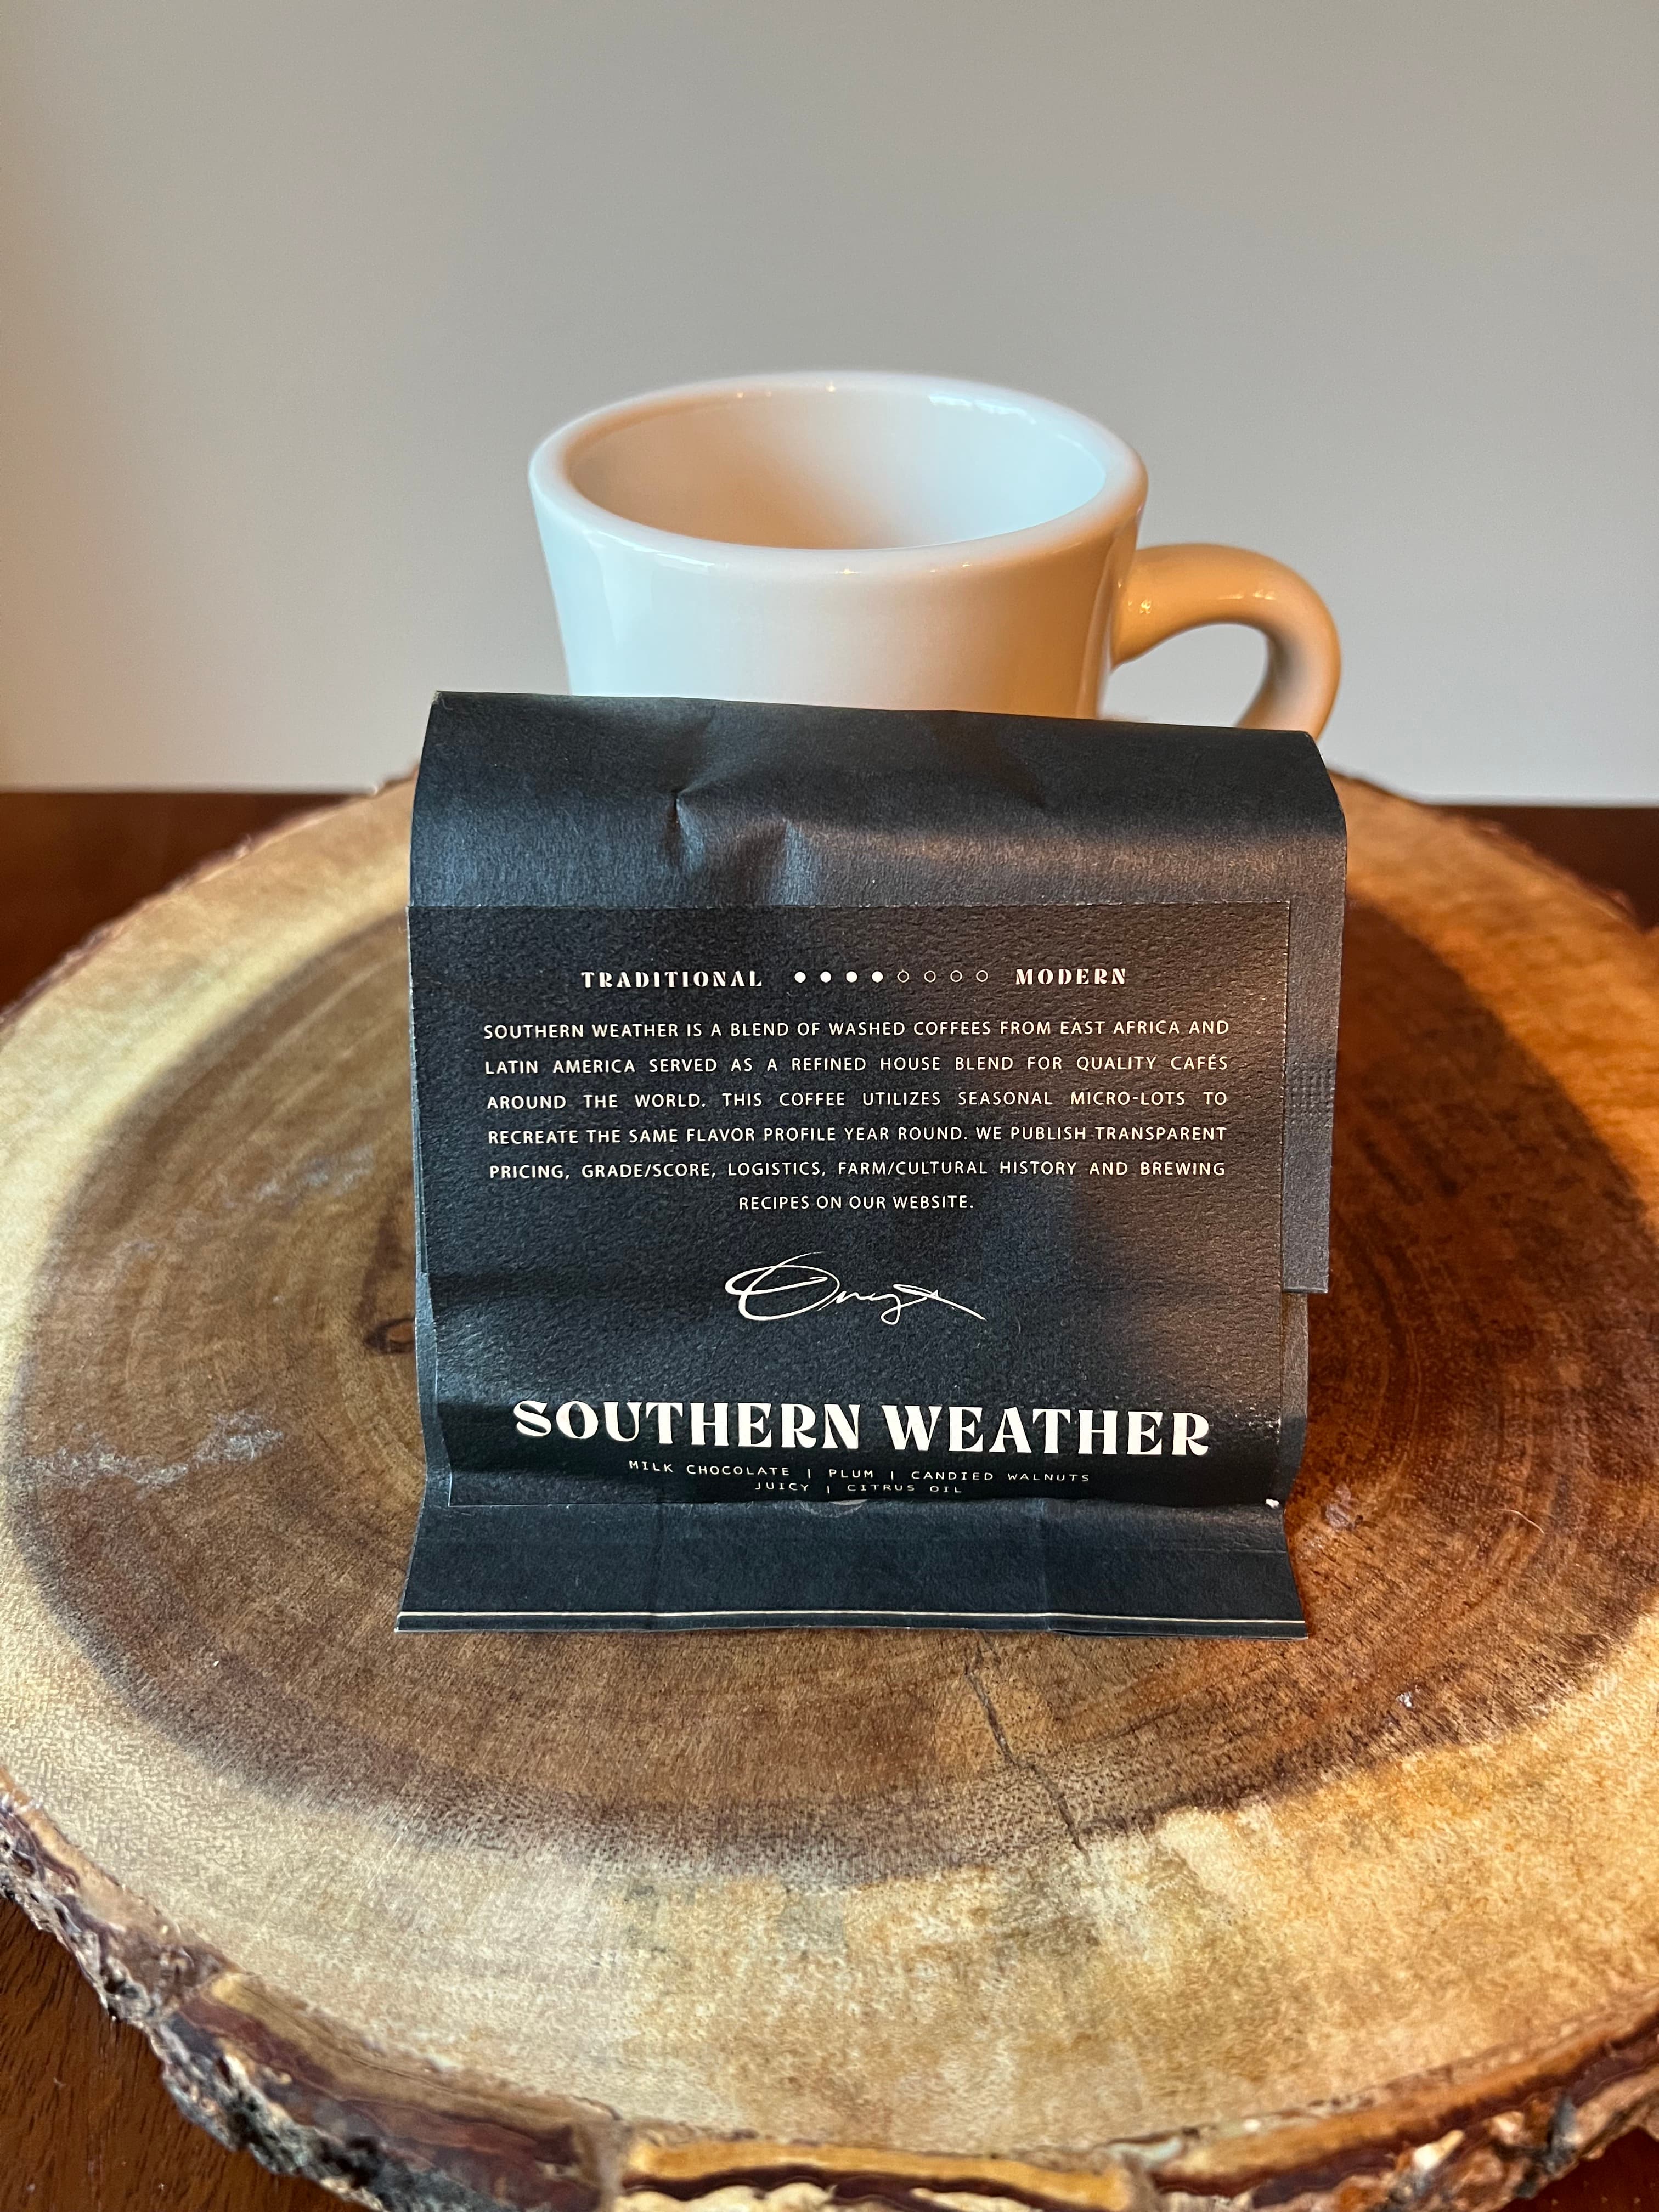 TRADITIONAL ●●●●○○○○ MODERN
SOUTHERN WEATHER IS A BLEND OF WASHED COFFEES FROM EAST AFRICA AND
LATIN AMERICA SERVED AS A REFINED HOUSE BLEND FOR QUALITY CAFÉS
AROUND THE WORLD. THIS COFFEE UTILIZES SEASONAL MICRO-LOTS TO
RECREATE THE SAME FLAVOR PROFILE YEAR ROUND. WE PUBLISH TRANSPARENT
PRICING, GRADE/SCORE, LOGISTICS, FARM/CULTURAL HISTORY AND BREWING
RECIPES ON OUR WEBSITE.
Onyx
SOUTHERN WEATHER
MILK CHOCOLATE | PLUM | CANDIED WALNUTS
JUICY | CITRUS OIL